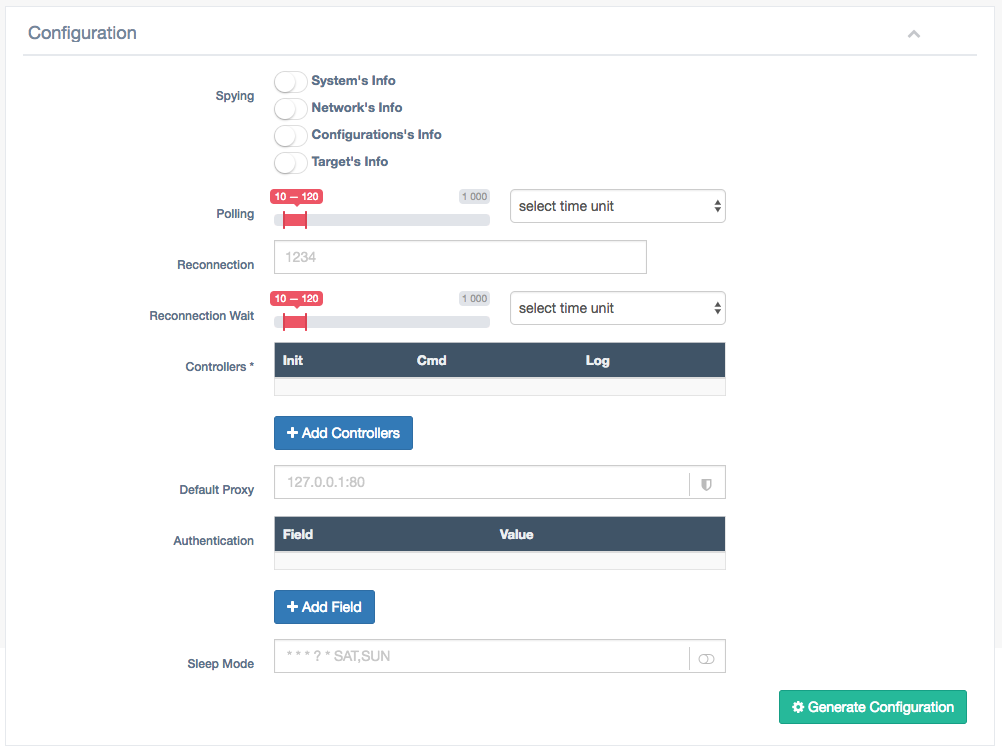 Configuration
Spying
System's Info
Network's Info
Configurations's Info
Target's Info
Polling
10 — 120
1 000
select time unit
Reconnection
1234
Reconnection Wait
10 — 120
1 000
select time unit
Controllers *
Init Cmd Log
Add Controllers
Default Proxy
127.0.0.1:80
Authentication
Field Value
Add Field
Sleep Mode
* * * ? * SAT,SUN
Generate Configuration